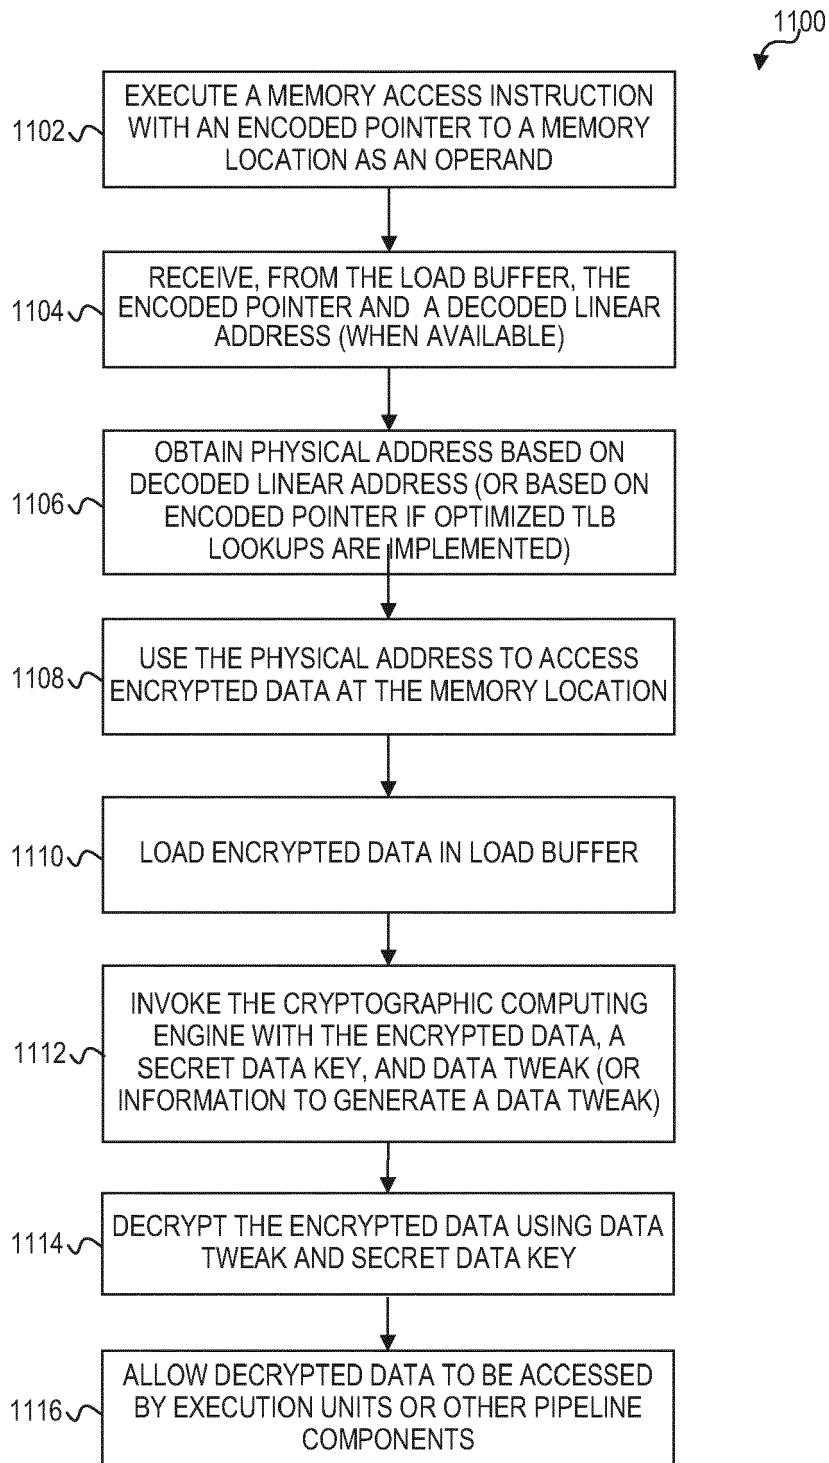 1100
1102
EXECUTE A MEMORY ACCESS INSTRUCTION
WITH AN ENCODED POINTER TO A MEMORY
LOCATION AS AN OPERAND
1104
RECEIVE, FROM THE LOAD BUFFER, THE
ENCODED POINTER AND A DECODED LINEAR
ADDRESS (WHEN AVAILABLE)
1106
OBTAIN PHYSICAL ADDRESS BASED ON
DECODED LINEAR ADDRESS (OR BASED ON
ENCODED POINTER IF OPTIMIZED TLB
LOOKUPS ARE IMPLEMENTED)
1108
USE THE PHYSICAL ADDRESS TO ACCESS
ENCRYPTED DATA AT THE MEMORY LOCATION
1110
LOAD ENCRYPTED DATA IN LOAD BUFFER
1112
INVOKE THE CRYPTOGRAPHIC COMPUTING
ENGINE WITH THE ENCRYPTED DATA, A
SECRET DATA KEY, AND DATA TWEAK (OR
INFORMATION TO GENERATE A DATA TWEAK)
1114
DECRYPT THE ENCRYPTED DATA USING DATA
TWEAK AND SECRET DATA KEY
1116
ALLOW DECRYPTED DATA TO BE ACCESSED
BY EXECUTION UNITS OR OTHER PIPELINE
COMPONENTS